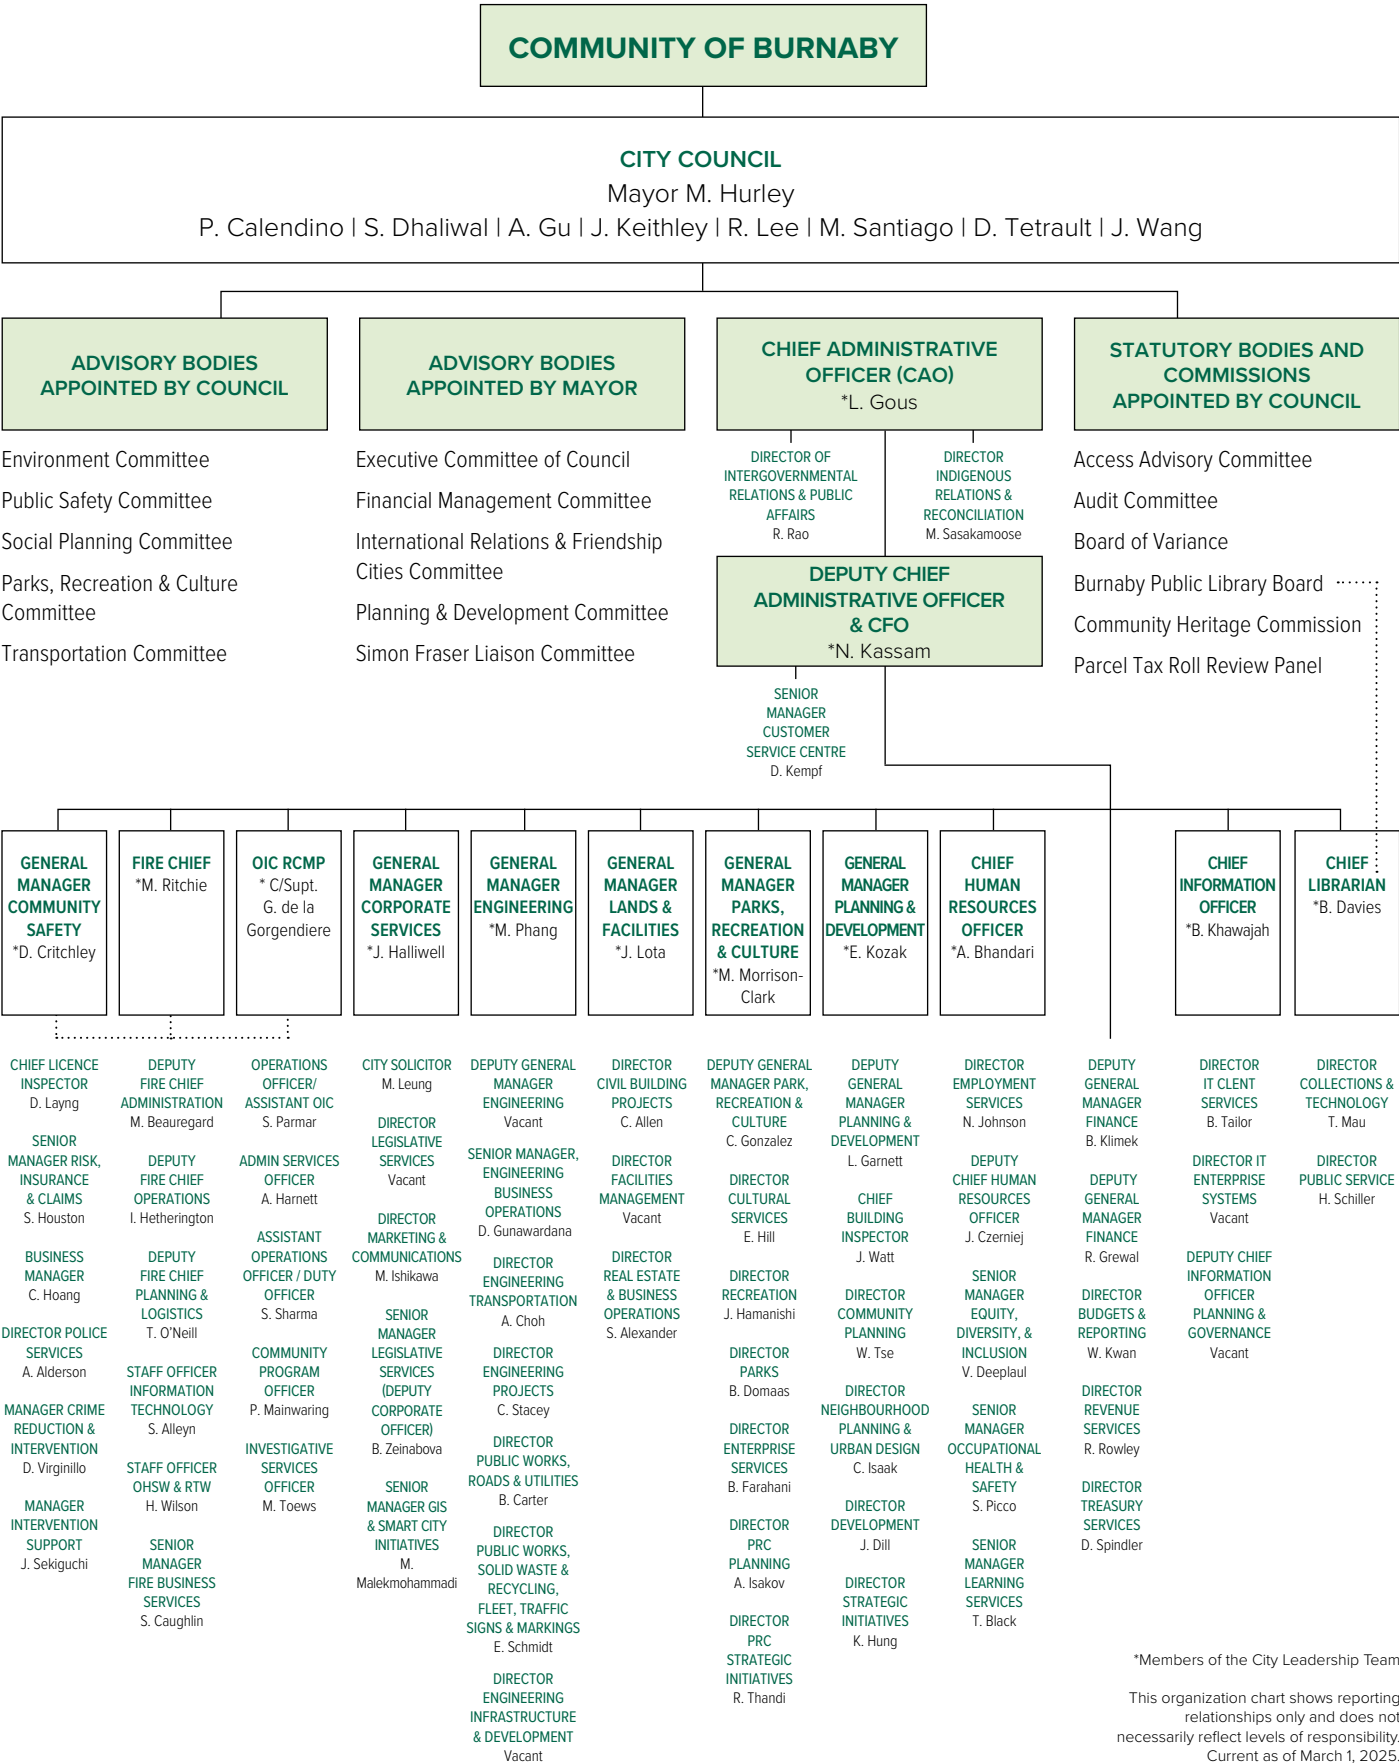 COMMUNITY OF BURNABY
CITY COUNCIL
Mayor M. Hurley
P. Calendino | S. Dhaliwal | A. Gu | J. Keithley | R. Lee | M. Santiago | D. Tetrault | J. Wang
ADVISORY BODIES
APPOINTED BY COUNCIL
Environment Committee
Public Safety Committee
Social Planning Committee
Parks, Recreation & Culture
Committee
Transportation Committee
ADVISORY BODIES
APPOINTED BY MAYOR
Executive Committee of Council
Financial Management Committee
International Relations & Friendship
Cities Committee
Planning & Development Committee
Simon Fraser Liaison Committee
CHIEF ADMINISTRATIVE
OFFICER (CAO)
*L. Gous
DIRECTOR OF
INTERGOVERNMENTAL
RELATIONS & PUBLIC
AFFAIRS
R. Rao
DIRECTOR
INDIGENOUS
RELATIONS &
RECONCILIATION
M. Sasakamoose
DEPUTY CHIEF
ADMINISTRATIVE OFFICER
& CFO
*N. Kassam
SENIOR
MANAGER
CUSTOMER
SERVICE CENTRE
D. Kempf
STATUTORY BODIES AND
COMMISSIONS
APPOINTED BY COUNCIL
Access Advisory Committee
Audit Committee
Board of Variance
Burnaby Public Library Board
Community Heritage Commission
Parcel Tax Roll Review Panel
GENERAL
MANAGER
COMMUNITY
SAFETY
*D. Critchley
CHIEF LICENCE
INSPECTOR
D. Layng
SENIOR
MANAGER RISK,
INSURANCE
& CLAIMS
S. Houston
BUSINESS
MANAGER
C. Hoang
DIRECTOR POLICE
SERVICES
A. Alderson
MANAGER CRIME
REDUCTION &
INTERVENTION
D. Virginillo
MANAGER
INTERVENTION
SUPPORT
J. Sekiguchi
FIRE CHIEF
*M. Ritchie
DEPUTY
FIRE CHIEF
ADMINISTRATION
M. Beauregard
DEPUTY
FIRE CHIEF
OPERATIONS
I. Hetherington
DEPUTY
FIRE CHIEF
PLANNING &
LOGISTICS
T. O'Neill
STAFF OFFICER
INFORMATION
TECHNOLOGY
S. Alleyn
STAFF OFFICER
OHSW & RTW
H. Wilson
SENIOR
MANAGER
FIRE BUSINESS
SERVICES
S. Caughlin
OIC RCMP
* C/Supt.
G. de la
Gorgendiere
OPERATIONS
OFFICER/
ASSISTANT OIC
S. Parmar
ADMIN SERVICES
OFFICER
A. Harnett
ASSISTANT
OPERATIONS
OFFICER / DUTY
OFFICER
S. Sharma
COMMUNITY
PROGRAM
OFFICER
P. Mainwaring
INVESTIGATIVE
SERVICES
OFFICER
M. Toews
GENERAL
MANAGER
CORPORATE
SERVICES
*J. Halliwell
CITY SOLICITOR
M. Leung
DIRECTOR
LEGISLATIVE
SERVICES
Vacant
DIRECTOR
MARKETING &
COMMUNICATIONS
M. Ishikawa
SENIOR
MANAGER
LEGISLATIVE
SERVICES
(DEPUTY
CORPORATE
OFFICER)
B. Zeinabova
SENIOR
MANAGER GIS
& SMART CITY
INITIATIVES
M.
Malekmohammadi
GENERAL
MANAGER
ENGINEERING
*M. Phang
DEPUTY GENERAL
MANAGER
ENGINEERING
Vacant
SENIOR MANAGER,
ENGINEERING
BUSINESS
OPERATIONS
D. Gunawardana
DIRECTOR
ENGINEERING
TRANSPORTATION
A. Choh
DIRECTOR
ENGINEERING
PROJECTS
C. Stacey
DIRECTOR
PUBLIC WORKS,
ROADS & UTILITIES
B. Carter
DIRECTOR
PUBLIC WORKS,
SOLID WASTE &
RECYCLING,
FLEET, TRAFFIC
SIGNS & MARKINGS
E. Schmidt
DIRECTOR
ENGINEERING
INFRASTRUCTURE
& DEVELOPMENT
Vacant
GENERAL
MANAGER
LANDS &
FACILITIES
*J. Lota
DIRECTOR
CIVIL BUILDING
PROJECTS
C. Allen
DIRECTOR
FACILITIES
MANAGEMENT
Vacant
DIRECTOR
REAL ESTATE
& BUSINESS
OPERATIONS
S. Alexander
GENERAL
MANAGER
PARKS,
RECREATION
& CULTURE
*M. Morrison-
Clark
DEPUTY GENERAL
MANAGER PARK,
RECREATION &
CULTURE
C. Gonzalez
DIRECTOR
CULTURAL
SERVICES
E. Hill
DIRECTOR
RECREATION
J. Hamanishi
DIRECTOR
PARKS
B. Domaas
DIRECTOR
ENTERPRISE
SERVICES
B. Farahani
DIRECTOR
PRC
PLANNING
A. Isakov
DIRECTOR
PRC
STRATEGIC
INITIATIVES
R. Thandi
GENERAL
MANAGER
PLANNING &
DEVELOPMENT
*E. Kozak
DEPUTY
GENERAL
MANAGER
PLANNING &
DEVELOPMENT
L. Garnett
CHIEF
BUILDING
INSPECTOR
J. Watt
DIRECTOR
COMMUNITY
PLANNING
W. Tse
DIRECTOR
NEIGHBOURHOOD
PLANNING &
URBAN DESIGN
C. Isaak
DIRECTOR
DEVELOPMENT
J. Dill
DIRECTOR
STRATEGIC
INITIATIVES
K. Hung
CHIEF
HUMAN
RESOURCES
OFFICER
*A. Bhandari
DIRECTOR
EMPLOYMENT
SERVICES
N. Johnson
DEPUTY
CHIEF HUMAN
RESOURCES
OFFICER
J. Czerniej
SENIOR
MANAGER
EQUITY,
DIVERSITY, &
INCLUSION
V. Deeplaul
SENIOR
MANAGER
OCCUPATIONAL
HEALTH &
SAFETY
S. Picco
SENIOR
MANAGER
LEARNING
SERVICES
T. Black
DEPUTY
GENERAL
MANAGER
FINANCE
B. Klimek
DEPUTY
GENERAL
MANAGER
FINANCE
R. Grewal
DIRECTOR
BUDGETS &
REPORTING
W. Kwan
DIRECTOR
REVENUE
SERVICES
R. Rowley
DIRECTOR
TREASURY
SERVICES
D. Spindler
CHIEF
INFORMATION
OFFICER
*B. Khawajah
DIRECTOR
IT CLENT
SERVICES
B. Tailor
DIRECTOR IT
ENTERPRISE
SYSTEMS
Vacant
DEPUTY CHIEF
INFORMATION
OFFICER
PLANNING &
GOVERNANCE
Vacant
CHIEF
LIBRARIAN
*B. Davies
DIRECTOR
COLLECTIONS &
TECHNOLOGY
T. Mau
DIRECTOR
PUBLIC SERVICE
H. Schiller
*Members of the City Leadership Team
This organization chart shows reporting
relationships only and does not
necessarily reflect levels of responsibility.
Current as of March 1, 2025.